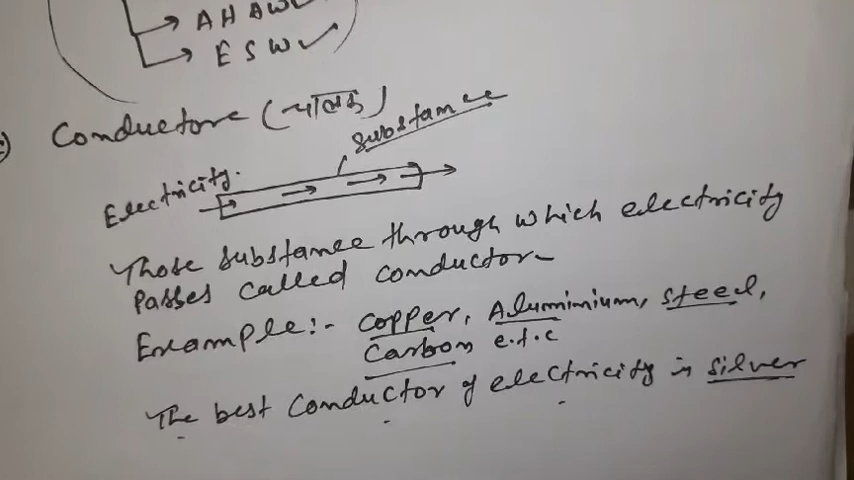 AHAW
ESW
Conductore (চালক)
substance
Electricity.
Those substance through which electricity
passes called conductor
Example:- copper, Aluminium, steel,
Carbon e.t.c
The best conductor of electricity is silver